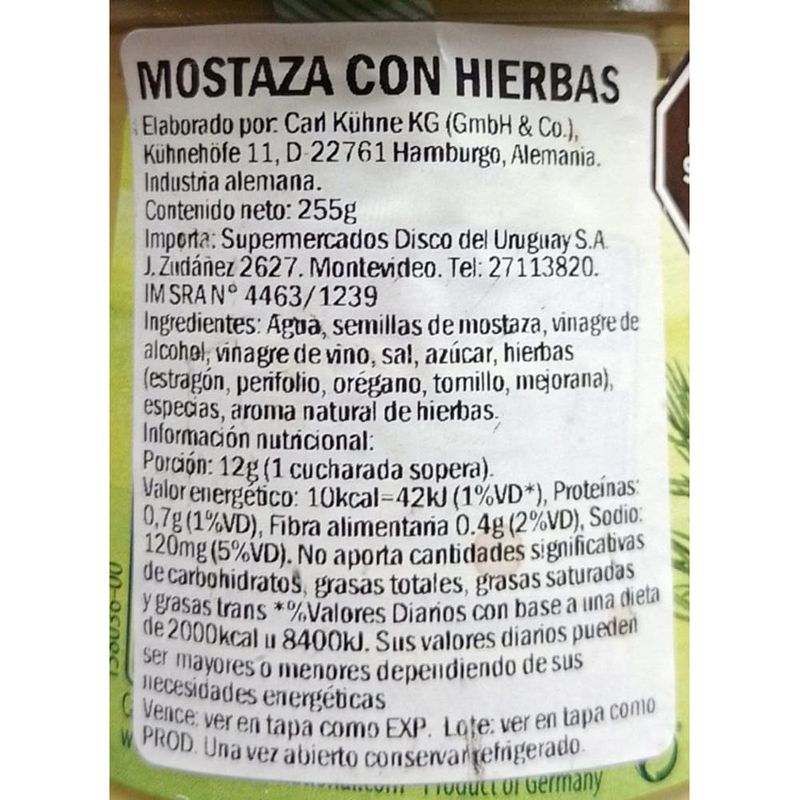 MOSTAZA CON HIERBAS
Elaborado por: Carl Kühne KG (GmbH & Co.),
Kühnehöfe 11, D-22761 Hamburgo, Alemania.
Industria alemana.
Contenido neto: 255g
Importa: Supermercados Disco del Uruguay S.A.
J. Zudáñez 2627. Montevideo. Tel: 27113820.
IM SRA N° 4463/1239
Ingredientes: Agua, semillas de mostaza, vinagre de
alcohol, vinagre de vino, sal, azúcar, hierbas
(estragón, perifolio, orégano, tomillo, mejorana),
especias, aroma natural de hierbas.
Información nutricional:
Porción: 12g (1 cucharada sopera).
Valor energético: 10kcal=42kJ (1%VD*), Proteínas:
0,7g (1%VD), Fibra alimentaria 0.4g (2%VD), Sodio:
120mg (5%VD). No aporta cantidades significativas
de carbohidratos, grasas totales, grasas saturadas
y grasas trans *%Valores Diarios con base a una dieta
de 2000kcal u 8400kJ. Sus valores diarios pueden
ser mayores o menores dependiendo de sus
necesidades energéticas
Vence: ver en tapa como EXP. Lote: ver en tapa como
PROD. Una vez abierto conservar refrigerado.
Product of Germany